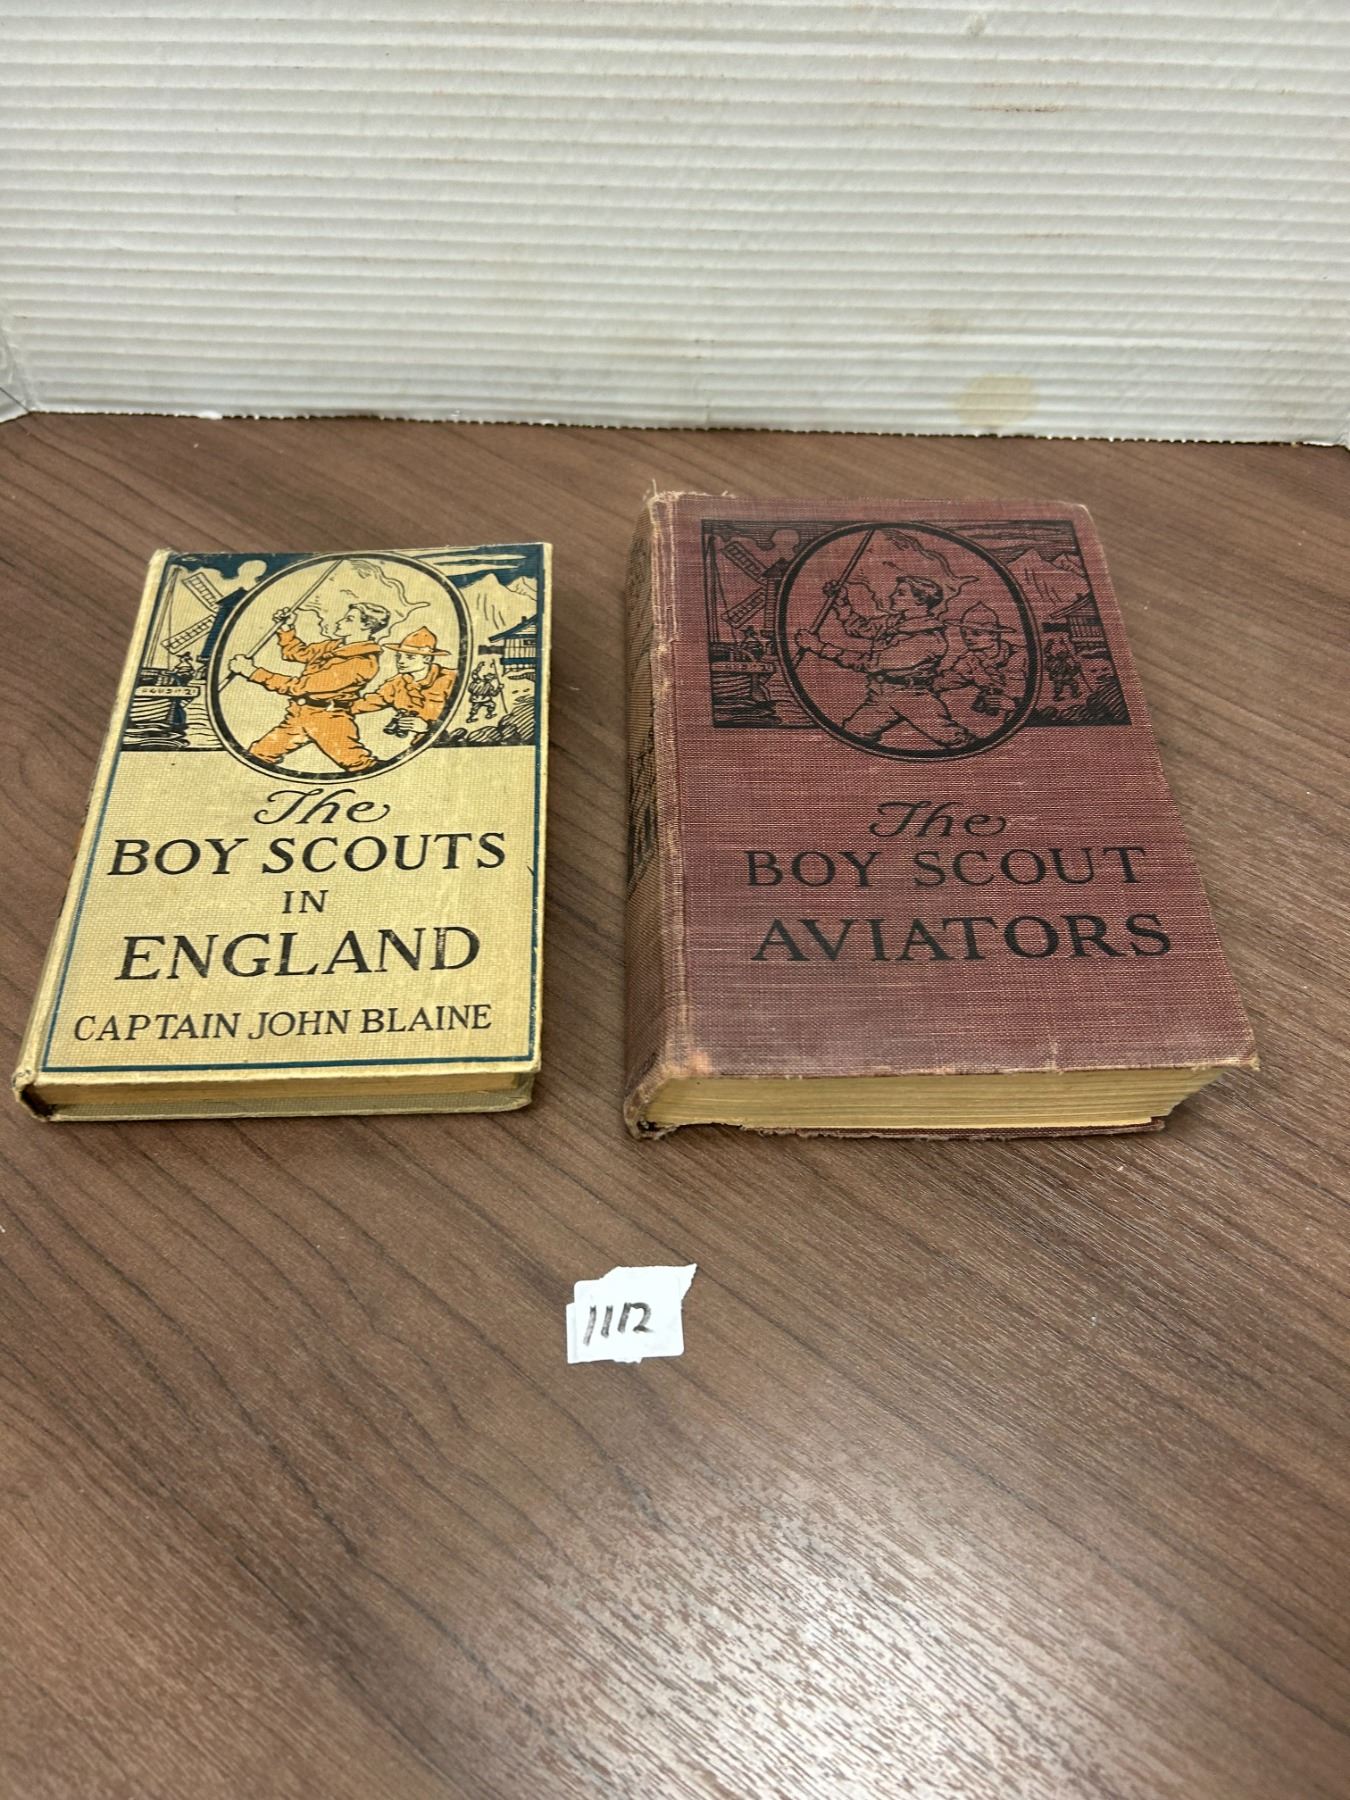 The
BOY SCOUTS
IN
ENGLAND
CAPTAIN JOHN BLAINE
The
BOY SCOUT
AVIATORS
1112